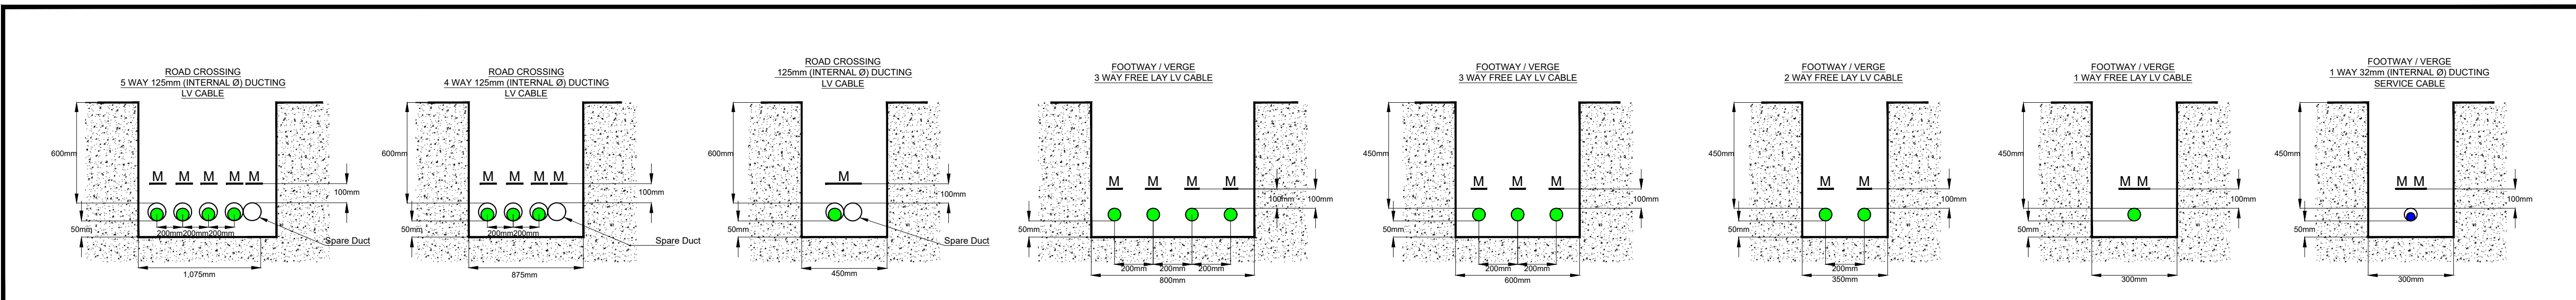 ROAD CROSSING
5 WAY 125mm (INTERNAL Ø) DUCTING
LV CABLE
600mm
M M M M M
100mm
50mm
200mm 200mm 200mm
Spare Duct
1,075mm
ROAD CROSSING
4 WAY 125mm (INTERNAL Ø) DUCTING
LV CABLE
600mm
M M M M
100mm
50mm
200mm 200mm
Spare Duct
875mm
ROAD CROSSING
125mm (INTERNAL Ø) DUCTING
LV CABLE
600mm
M
100mm
50mm
Spare Duct
450mm
FOOTWAY / VERGE
3 WAY FREE LAY LV CABLE
M M M M
100mm 100mm
50mm
200mm 200mm 200mm
800mm
FOOTWAY / VERGE
3 WAY FREE LAY LV CABLE
450mm
M M M
100mm
50mm
200mm 200mm
600mm
FOOTWAY / VERGE
2 WAY FREE LAY LV CABLE
450mm
M M
100mm
50mm
200mm
350mm
FOOTWAY / VERGE
1 WAY FREE LAY LV CABLE
450mm
M M
100mm
50mm
300mm
FOOTWAY / VERGE
1 WAY 32mm (INTERNAL Ø) DUCTING
SERVICE CABLE
450mm
M M
100mm
50mm
300mm